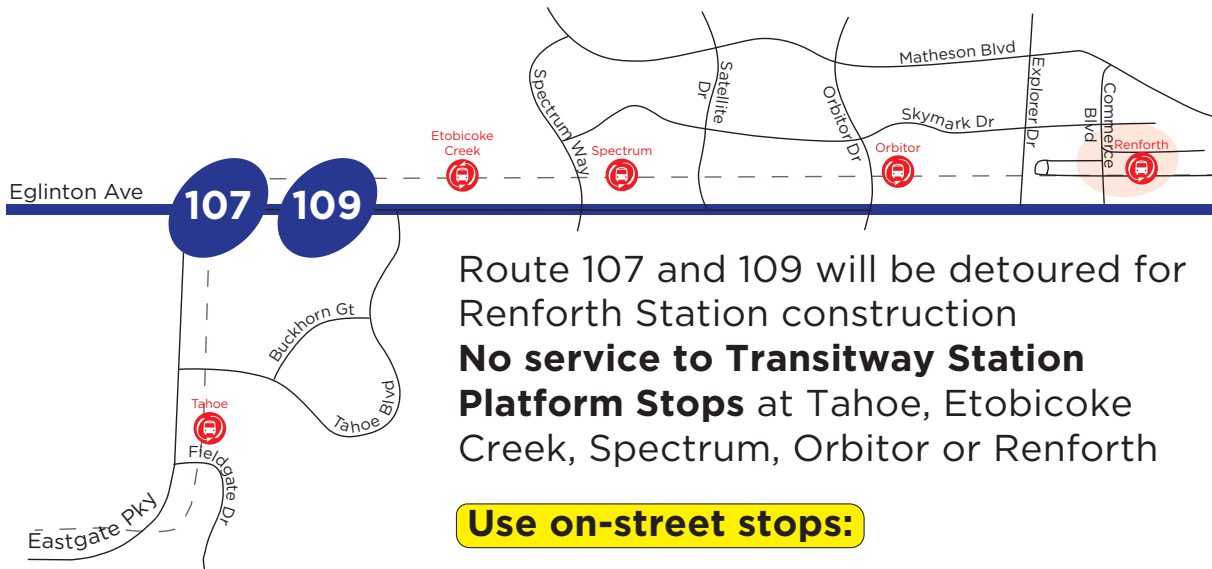 Matheson Blvd
Spectrum Way
Satellite
Dr
Orbitor Dr
Explorer Dr
Commerce
Blvd
Skymark Dr
Etobicoke
Creek
Spectrum
Orbitor
Renforth
Eglinton Ave
107
109
Route 107 and 109 will be detoured for
Renforth Station construction
No service to Transitway Station
Platform Stops at Tahoe, Etobicoke
Creek, Spectrum, Orbitor or Renforth
Use on-street stops:
Buckhorn Gt
Tahoe Blvd
Tahoe
Fieldgate Dr
Eastgate Pky